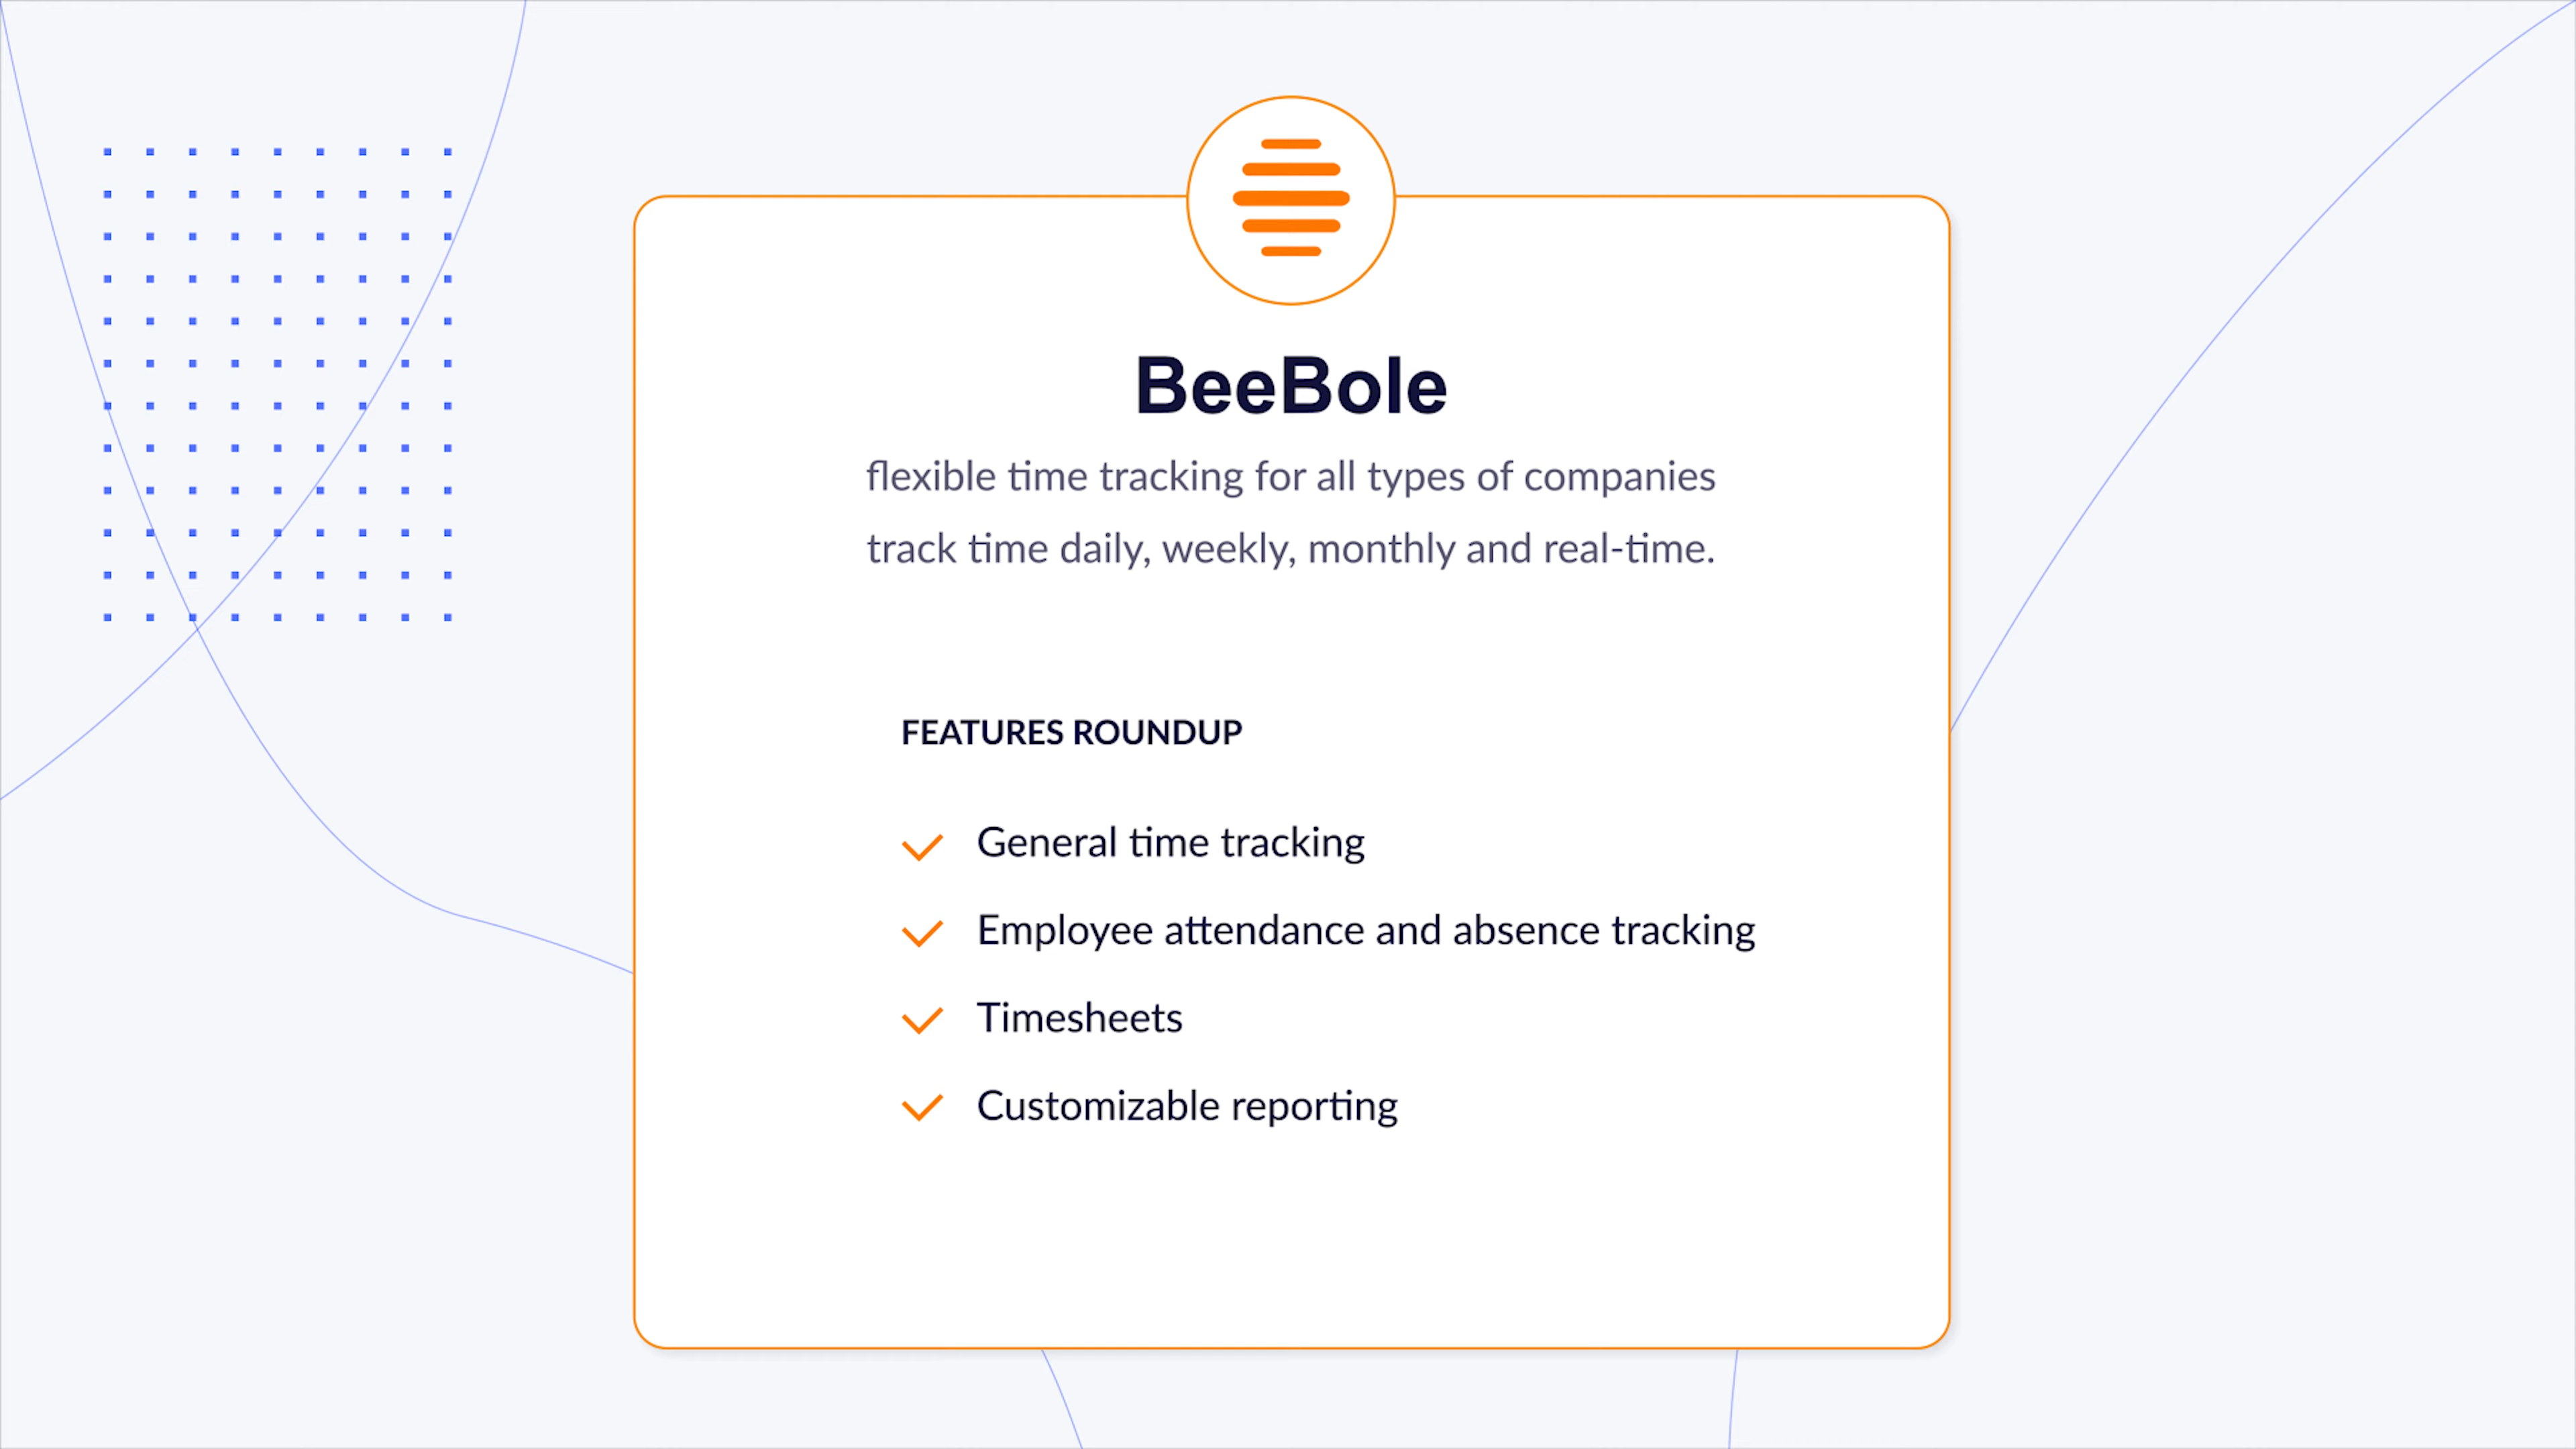 BeeBole
flexible time tracking for all types of companies
track time daily, weekly, monthly and real-time.
FEATURES ROUNDUP
General time tracking
Employee attendance and absence tracking
Timesheets
Customizable reporting